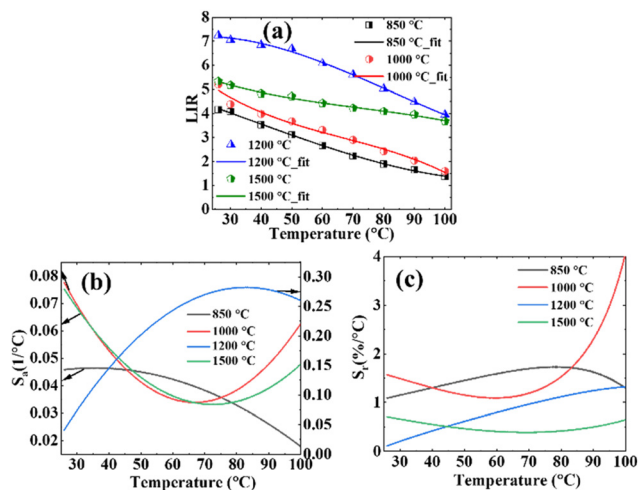 (a)
850 °C
850 °C_fit
1000 °C
1000 °C_fit
1200 °C
1200 °C_fit
1500 °C
1500 °C_fit
LIR
8
7
6
5
4
3
2
1
0
30 40 50 60 70 80 90 100
Temperature (°C)
(b)
850 °C
1000 °C
1200 °C
1500 °C
Sa(1/°C)
0.08
0.07
0.06
0.05
0.04
0.03
0.02
0.30
0.25
0.20
0.15
0.10
0.05
0.00
30 40 50 60 70 80 90 100
Temperature (°C)
(c)
850 °C
1000 °C
1200 °C
1500 °C
Sr(%/°C)
4
3
2
1
0
30 40 50 60 70 80 90 100
Temperature (°C)